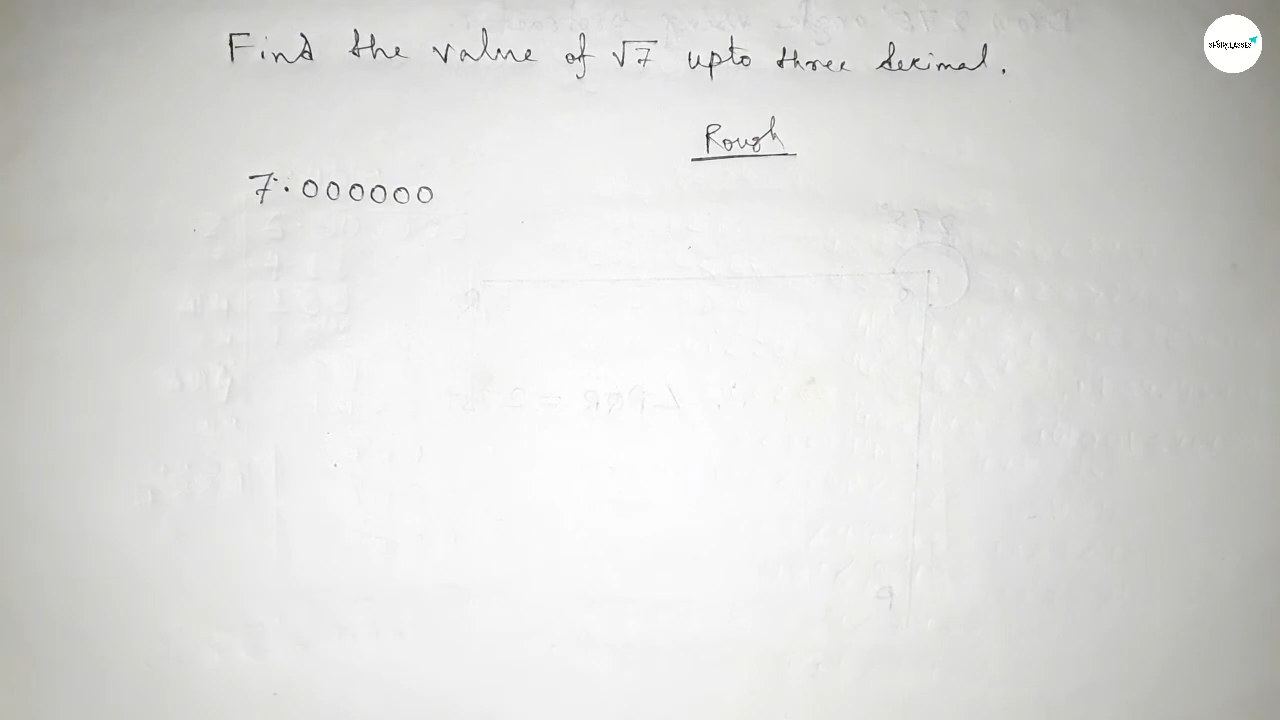 Find the value of √7 upto three decimal.
Rough
7.000000